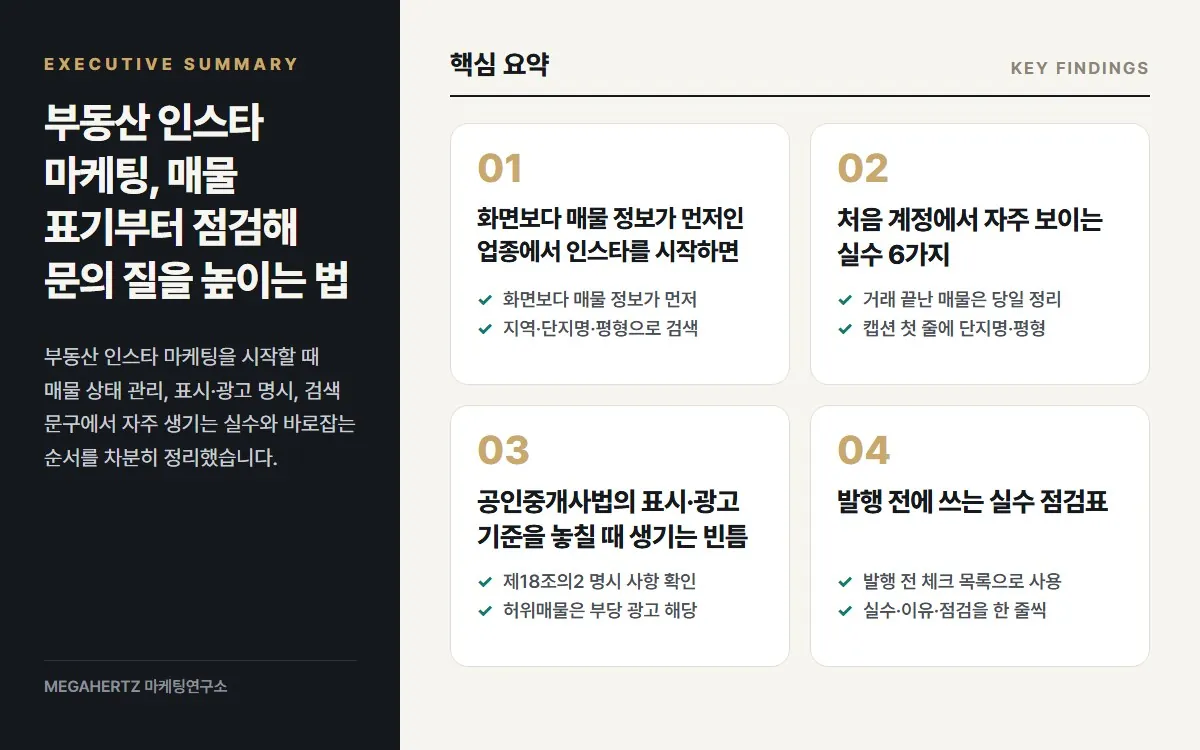 EXECUTIVE SUMMARY
부동산 인스타
마케팅, 매물
표기부터 점검해
문의 질을 높이는 법
부동산 인스타 마케팅을 시작할 때
매물 상태 관리, 표시·광고 명시, 검색
문구에서 자주 생기는 실수와 바로잡는
순서를 차분히 정리했습니다.
MEGAHERTZ 마케팅연구소
핵심 요약
KEY FINDINGS
01
화면보다 매물 정보가 먼저인
업종에서 인스타를 시작하면
화면보다 매물 정보가 먼저
지역·단지명·평형으로 검색
02
처음 계정에서 자주 보이는
실수 6가지
거래 끝난 매물은 당일 정리
캡션 첫 줄에 단지명·평형
03
공인중개사법의 표시·광고
기준을 놓칠 때 생기는 빈틈
제18조의2 명시 사항 확인
허위매물은 부당 광고 해당
04
발행 전에 쓰는 실수 점검표
발행 전 체크 목록으로 사용
실수·이유·점검을 한 줄씩